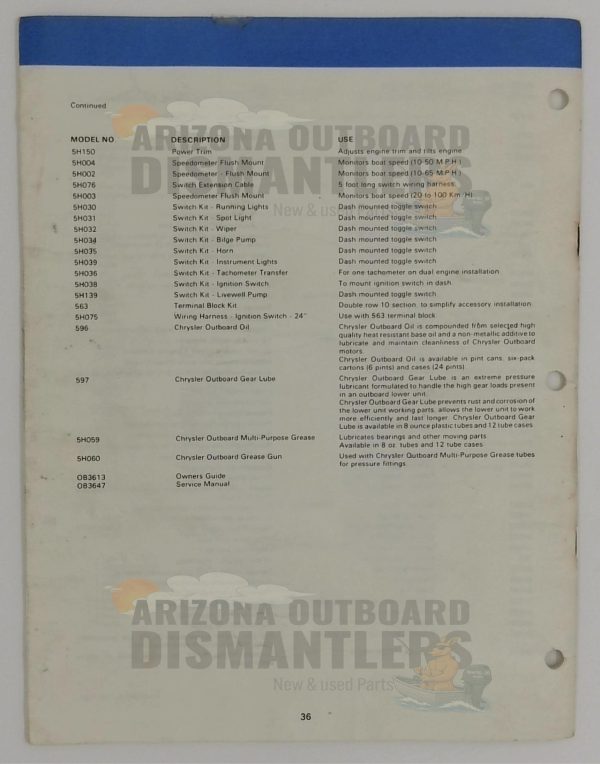 Continued
MODEL NO DESCRIPTION USE
5H150 Power Trim Adjusts engine trim and tilts engine
5H004 Speedometer Flush Mount Monitors boat speed (10-50 M.P.H.)
5H002 Speedometer - Flush Mount Monitors boat speed (10-65 M.P.H.)
5H076 Switch Extension Cable 5 foot long switch wiring harness.
5H003 Speedometer Flush Mount Monitors boat speed (20 to 100 Km. H)
5H030 Switch Kit - Running Lights Dash mounted toggle switch
5H031 Switch Kit - Spot Light Dash mounted toggle switch
5H032 Switch Kit - Wiper Dash mounted toggle switch
5H034 Switch Kit - Bilge Pump Dash mounted toggle switch
5H035 Switch Kit - Horn Dash mounted toggle switch
5H039 Switch Kit - Instrument Lights Dash mounted toggle switch
5H036 Switch Kit - Tachometer Transfer For one tachometer on dual engine installation
5H038 Switch Kit - Ignition Switch To mount ignition switch in dash
5H139 Switch Kit - Livewell Pump Dash mounted toggle switch
563 Terminal Block Kit Double row 10 section, to simplify accessory installation
5H075 Wiring Harness - Ignition Switch - 24" Use with 563 terminal block
596 Chrysler Outboard Oil Chrysler Outboard Oil is compounded from selected high
quality heat resistant base oil and a non-metallic additive to
lubricate and maintain cleanliness of Chrysler Outboard
motors.
Chrysler Outboard Oil is available in pint cans, six-pack
cartons (6 pints) and cases (24 pints).
597 Chrysler Outboard Gear Lube Chrysler Outboard Gear Lube is an extreme pressure
lubricant formulated to handle the high gear loads present
in an outboard lower unit.
Chrysler Outboard Gear Lube prevents rust and corrosion of
the lower unit working parts, allows the lower unit to work
more efficiently and last longer. Chrysler Outboard Gear
Lube is available in 8 ounce plastic tubes and 12 tube cases.
5H059 Chrysler Outboard Multi-Purpose Grease Lubricates bearings and other moving parts.
Available in 8 oz. tubes and 12 tube cases.
5H060 Chrysler Outboard Grease Gun Used with Chrysler Outboard Multi-Purpose Grease tubes
for pressure fittings.
OB3613 Owners Guide
OB3647 Service Manual
36
ARIZONA OUTBOARD
DISMANTLERS
New & used
ARIZONA OUTBOARD
DISMANTLERS
New & used Parts